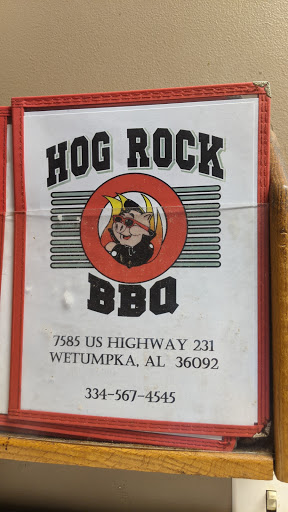 HOG ROCK
BBQ
7585 US HIGHWAY 231
WETUMPKA, AL 36092
334-567-4545